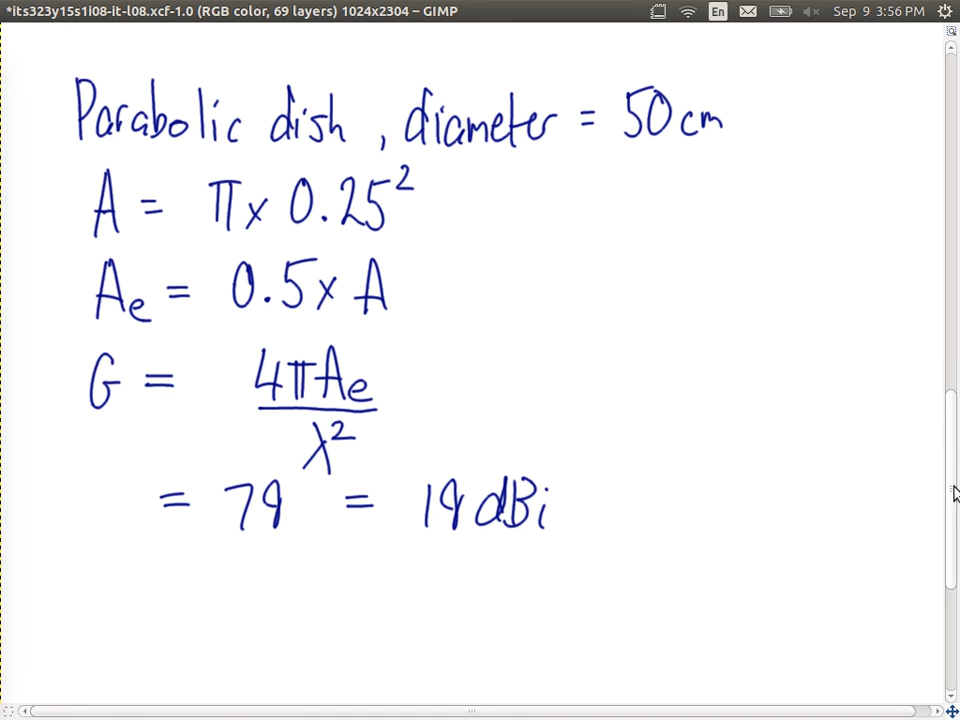 *its323y15s1i08-it-l08.xcf-1.0 (RGB color, 69 layers) 1024x2304 – GIMP En Sep 9 3:56 PM
Parabolic dish, diameter = 50cm
A = π x 0.25²
Ae = 0.5 x A
G = 4πAe
λ²
= 79 = 19 dBi